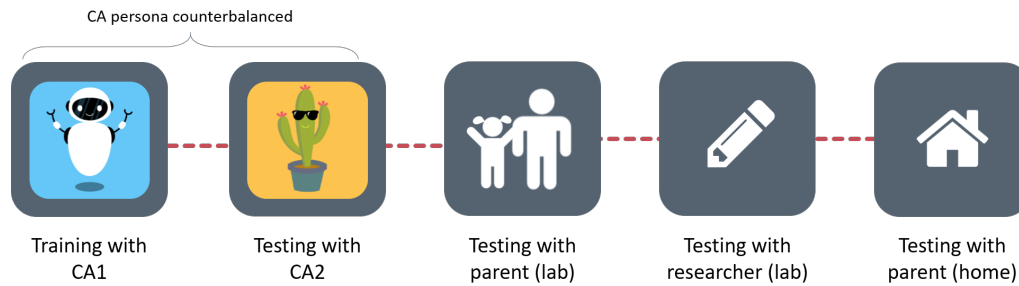 CA persona counterbalanced
Training with
CA1
Testing with
CA2
Testing with
parent (lab)
Testing with
researcher (lab)
Testing with
parent (home)